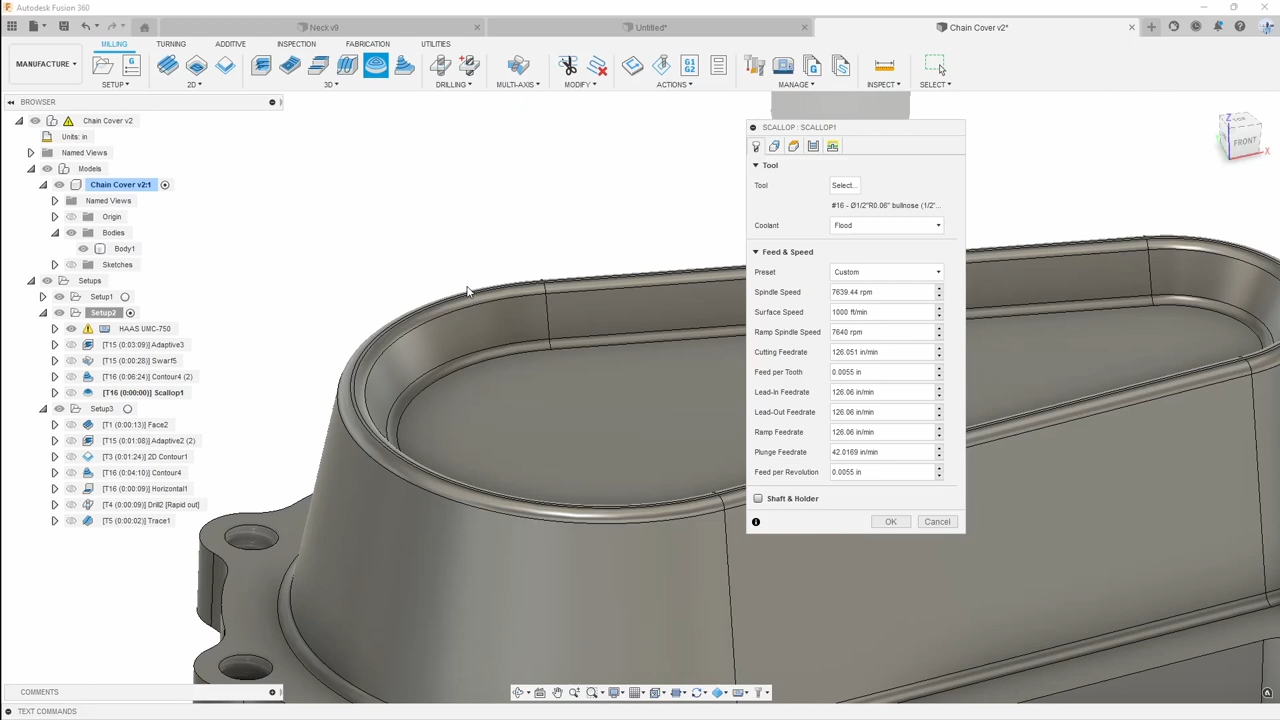 Autodesk Fusion 360
Neck v9
Untitled*
Chain Cover v2*
MILLING
TURNING
ADDITIVE
INSPECTION
FABRICATION
UTILITIES
MANUFACTURE
G1
G2
SETUP
2D
3D
DRILLING
MULTI-AXIS
MODIFY
ACTIONS
MANAGE
INSPECT
SELECT
BROWSER
Chain Cover v2
Units: in
Named Views
Models
Chain Cover v2:1
Named Views
Origin
Bodies
Body1
Sketches
Setups
Setup1
Setup2
HAAS UMC-750
[T15 (0:03:09)] Adaptive3
[T15 (0:00:28)] Swarf5
[T16 (0:06:24)] Contour4 (2)
[T16 (0:00:00)] Scallop1
Setup3
[T1 (0:00:13)] Face2
[T15 (0:01:08)] Adaptive2 (2)
[T3 (0:01:24)] 2D Contour1
[T16 (0:04:10)] Contour4
[T16 (0:00:09)] Horizontal1
[T4 (0:00:09)] Drill2 [Rapid out]
[T5 (0:00:02)] Trace1
Z
FRONT
X
SCALLOP : SCALLOP1
Tool
Tool
Select...
#16 - Ø1/2"R0.06" bullnose (1/2"...
Coolant
Flood
Feed & Speed
Preset
Custom
Spindle Speed
7639.44 rpm
Surface Speed
1000 ft/min
Ramp Spindle Speed
7640 rpm
Cutting Feedrate
126.051 in/min
Feed per Tooth
0.0055 in
Lead-In Feedrate
126.06 in/min
Lead-Out Feedrate
126.06 in/min
Ramp Feedrate
126.06 in/min
Plunge Feedrate
42.0169 in/min
Feed per Revolution
0.0055 in
Shaft & Holder
OK
Cancel
COMMENTS
TEXT COMMANDS